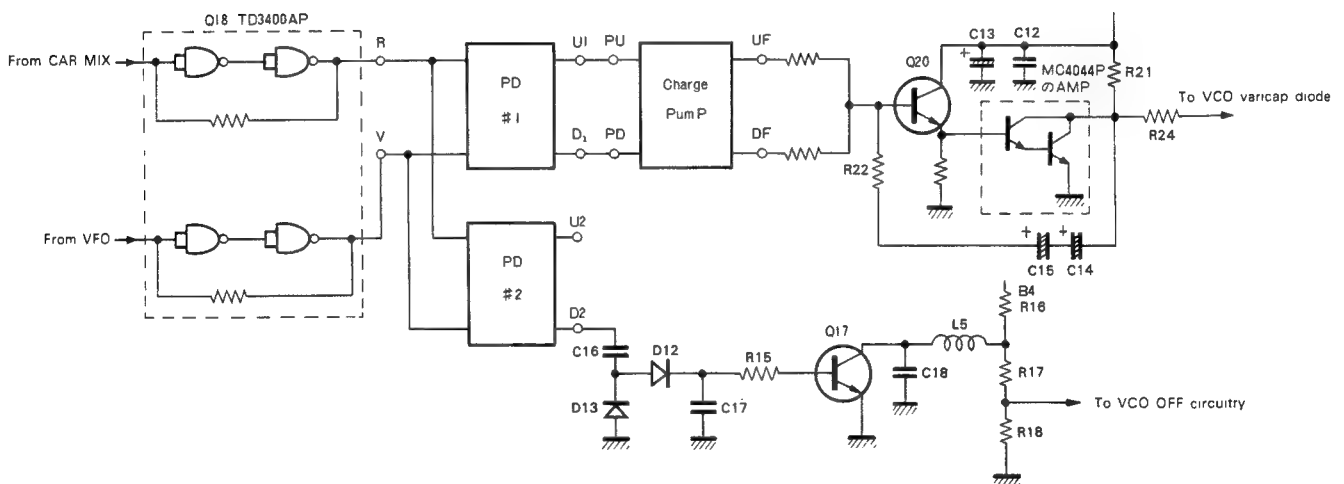 Q18 TD3400AP
From CAR MIX
R
V
From VFO
PD
#1
U1
PU
D1
PD
Charge
PumP
UF
DF
PD
#2
U2
D2
Q20
C13
+
C12
MC4044P
のAMP
R21
To VCO varicap diode
R24
R22
+
+
C15
C14
B4
R16
L5
Q17
C16
D12
R15
C18
R17
D13
C17
To VCO OFF circuitry
R18